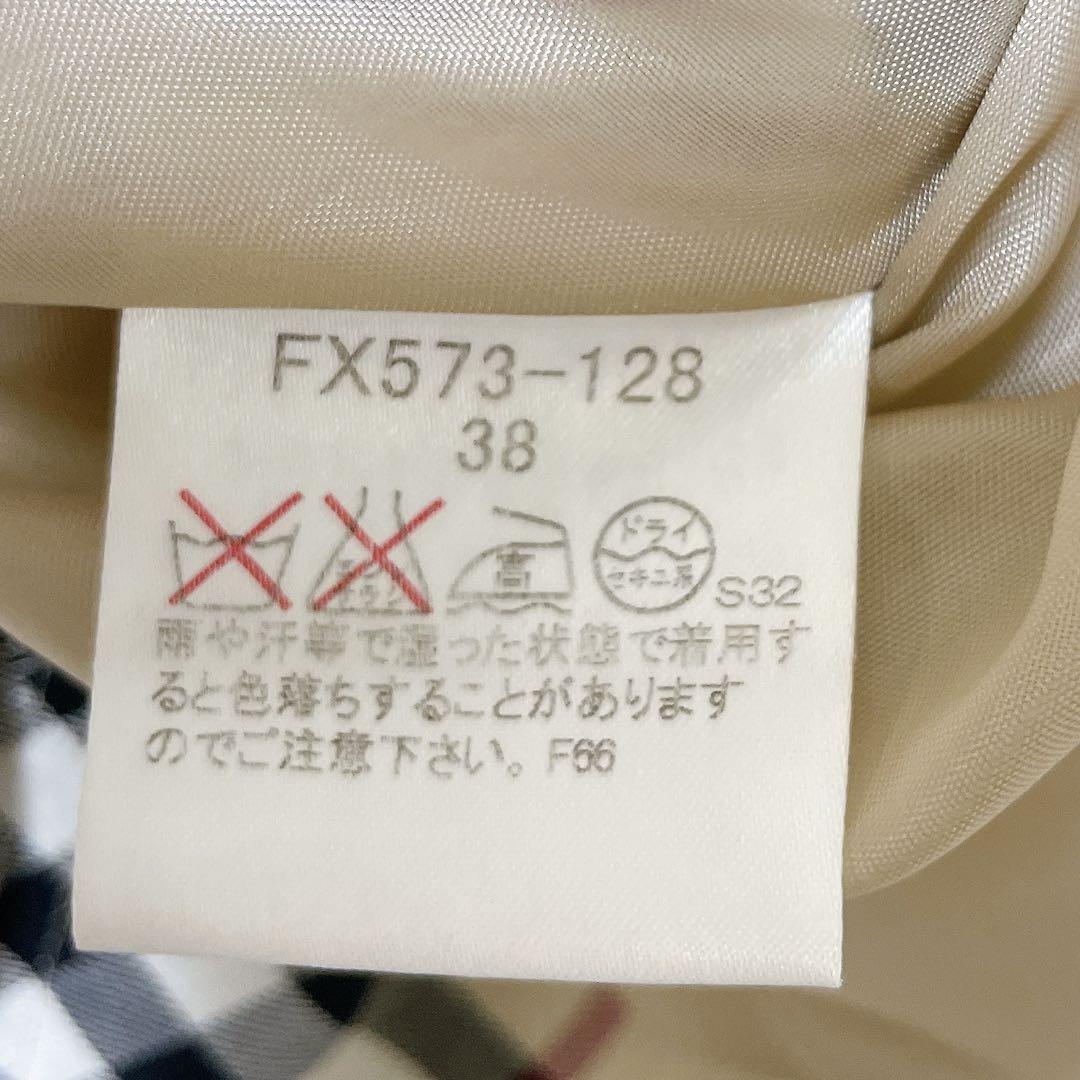 FX573-128
38
高 ドライ セキユ系 S32
雨や汗等で湿った状態で着用す
ると色落ちすることがあります
のでご注意下さい。F66